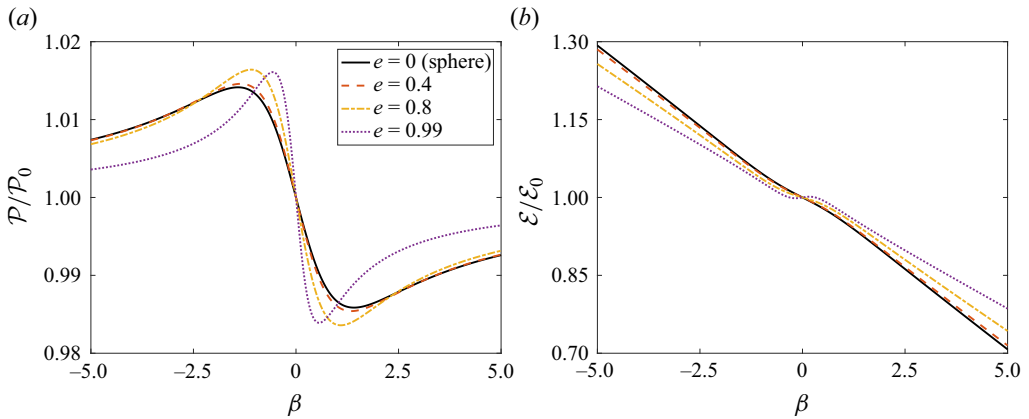 (a)
(b)
1.02
1.01
1.00
0.99
0.98
P/P₀
e = 0 (sphere)
e = 0.4
e = 0.8
e = 0.99
−5.0 −2.5 0 2.5 5.0
β
1.30
1.15
1.00
0.85
0.70
ℰ/ℰ₀
−5.0 −2.5 0 2.5 5.0
β